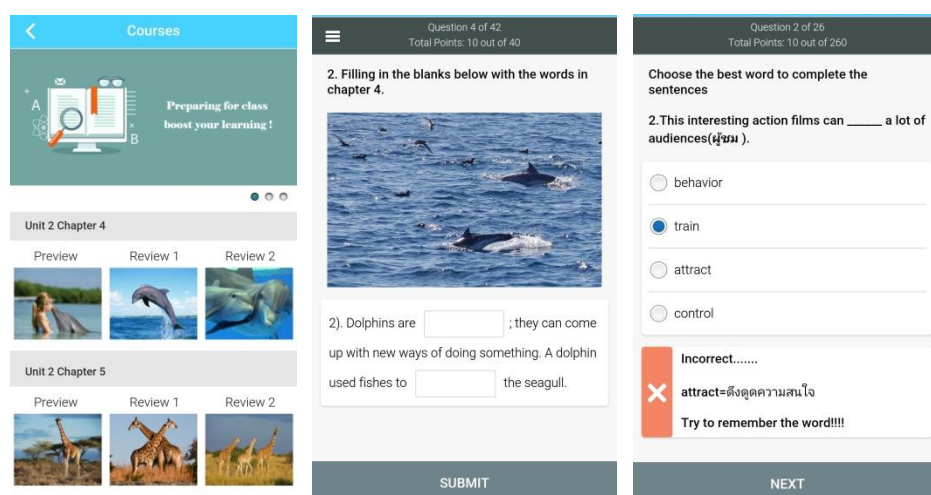 Courses
A
B
Preparing for class
boost your learning !
Unit 2 Chapter 4
Preview Review 1 Review 2
Unit 2 Chapter 5
Preview Review 1 Review 2
Question 4 of 42
Total Points: 10 out of 40
2. Filling in the blanks below with the words in
chapter 4.
2). Dolphins are ; they can come
up with new ways of doing something. A dolphin
used fishes to the seagull.
SUBMIT
Question 2 of 26
Total Points: 10 out of 260
Choose the best word to complete the
sentences
2.This interesting action films can ______ a lot of
audiences(ผู้ชม ).
behavior
train
attract
control
Incorrect.......
attract=ดึงดูดความสนใจ
Try to remember the word!!!!
NEXT